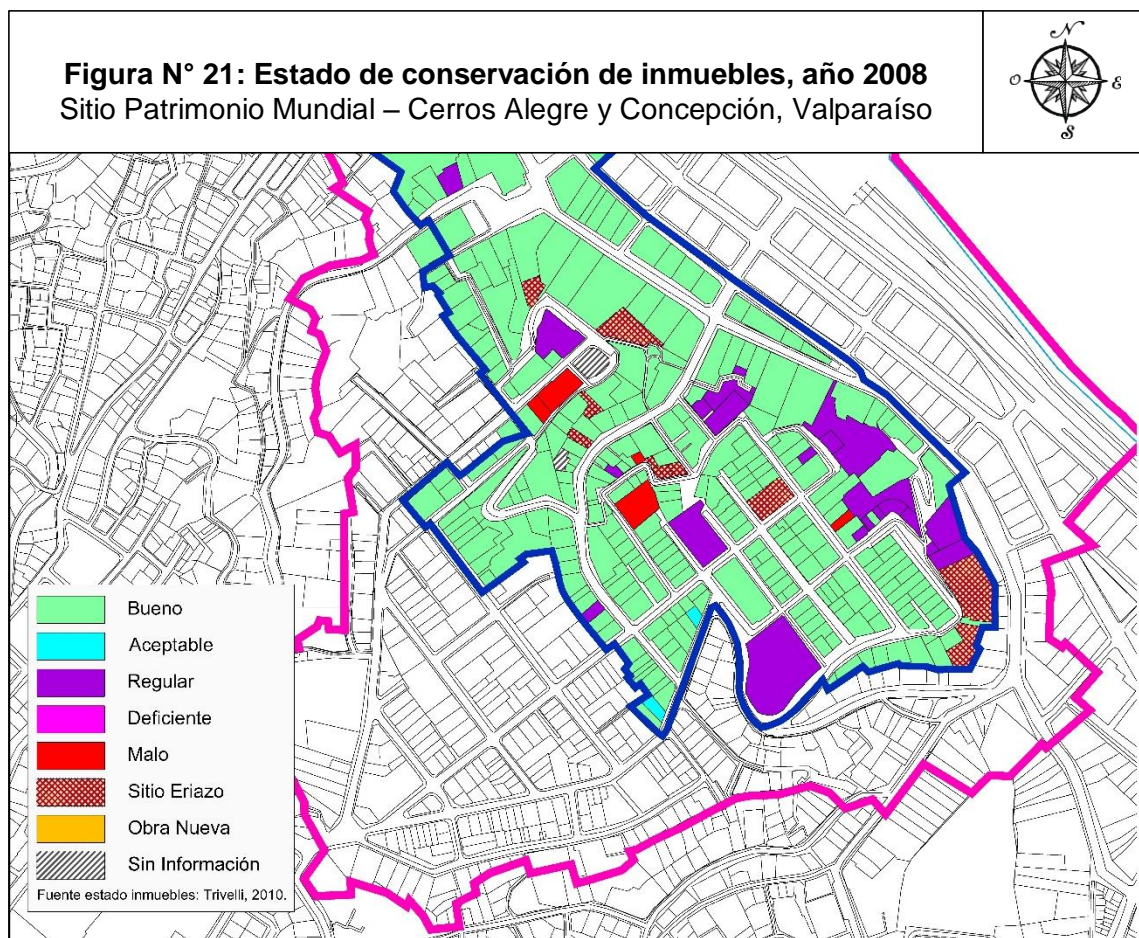 Figura N° 21: Estado de conservación de inmuebles, año 2008
Sitio Patrimonio Mundial – Cerros Alegre y Concepción, Valparaíso
N
O
E
S
Bueno
Aceptable
Regular
Deficiente
Malo
Sitio Eriazo
Obra Nueva
Sin Información
Fuente estado inmuebles: Trivelli, 2010.